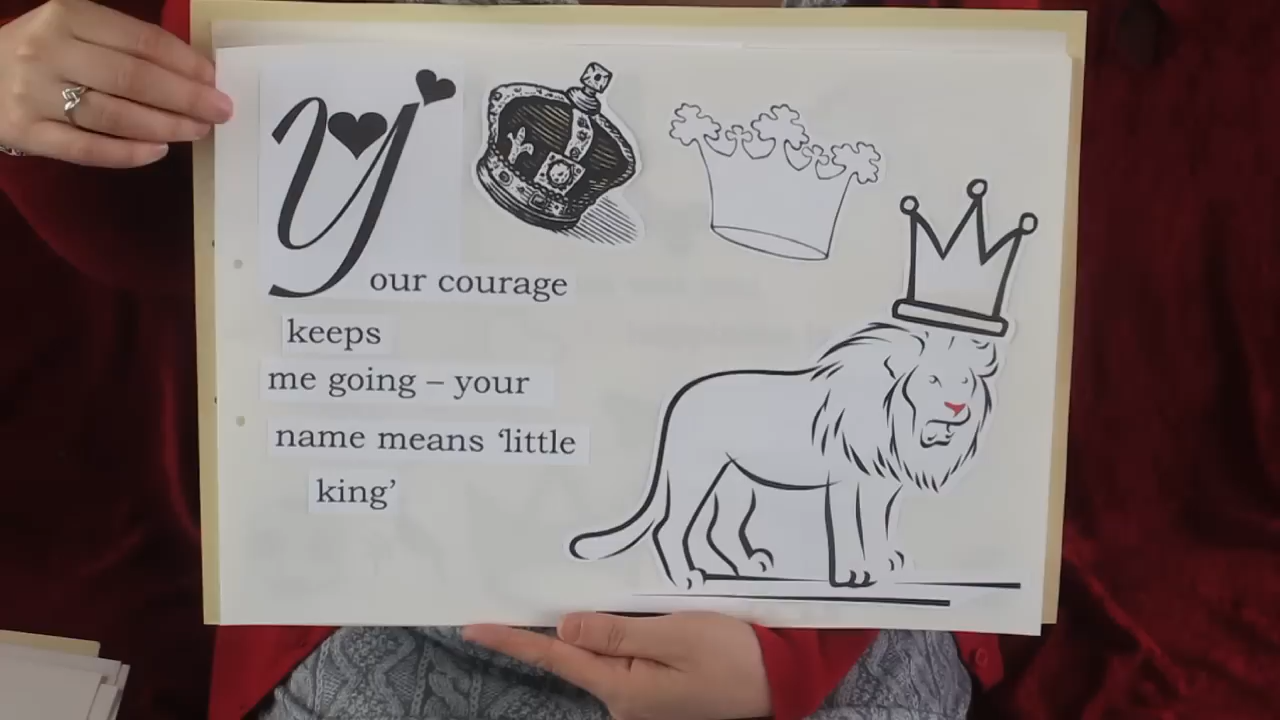 Your courage
keeps
me going – your
name means ‘little
king’